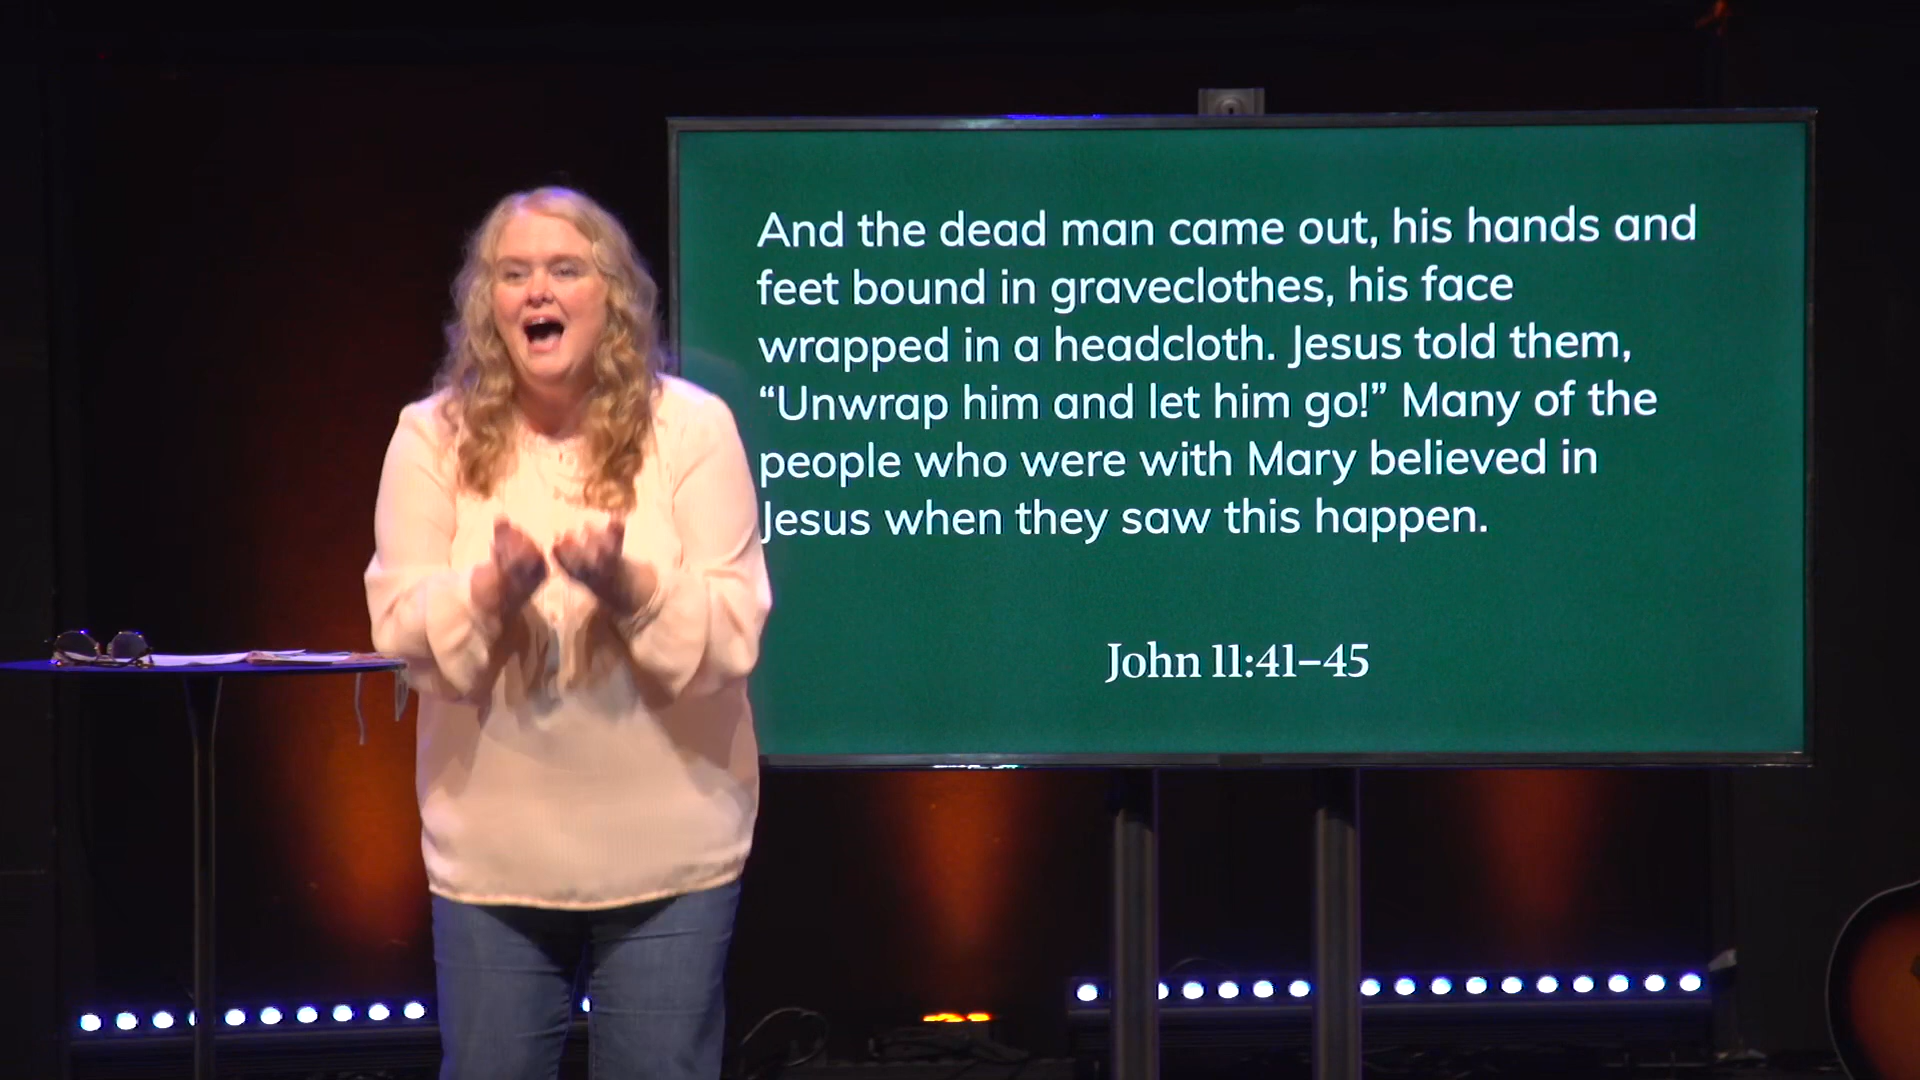 And the dead man came out, his hands and
feet bound in graveclothes, his face
wrapped in a headcloth. Jesus told them,
“Unwrap him and let him go!” Many of the
people who were with Mary believed in
Jesus when they saw this happen.
John 11:41–45